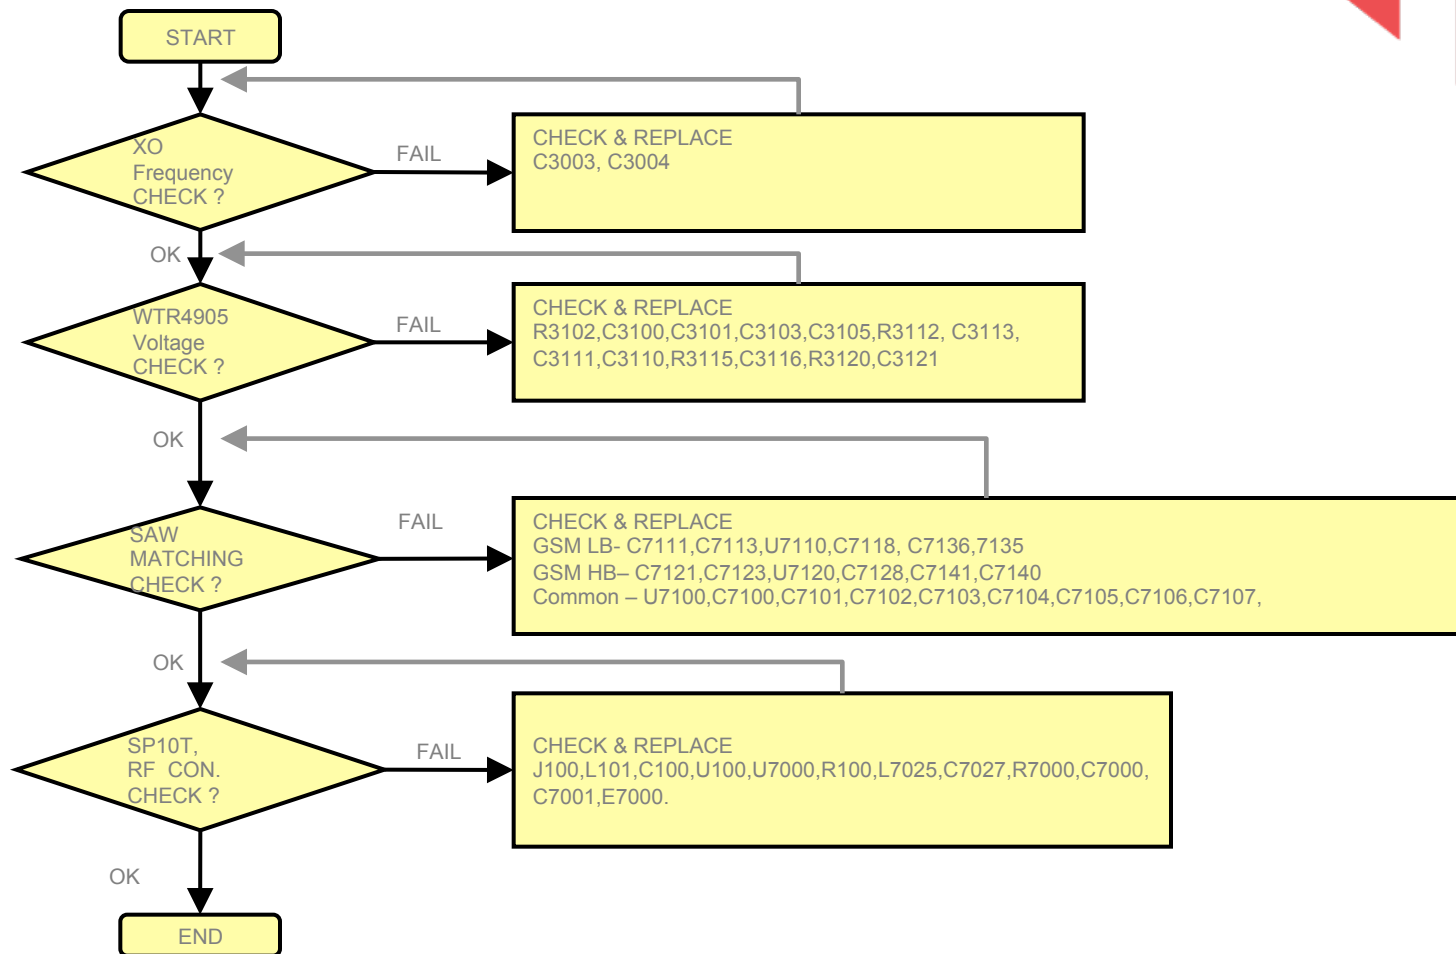 START
XO
Frequency
CHECK ?
FAIL
CHECK & REPLACE
C3003, C3004
OK
WTR4905
Voltage
CHECK ?
FAIL
CHECK & REPLACE
R3102,C3100,C3101,C3103,C3105,R3112, C3113,
C3111,C3110,R3115,C3116,R3120,C3121
OK
SAW
MATCHING
CHECK ?
FAIL
CHECK & REPLACE
GSM LB- C7111,C7113,U7110,C7118, C7136,7135
GSM HB– C7121,C7123,U7120,C7128,C7141,C7140
Common – U7100,C7100,C7101,C7102,C7103,C7104,C7105,C7106,C7107,
OK
SP10T,
RF CON.
CHECK ?
FAIL
CHECK & REPLACE
J100,L101,C100,U100,U7000,R100,L7025,C7027,R7000,C7000,
C7001,E7000.
OK
END